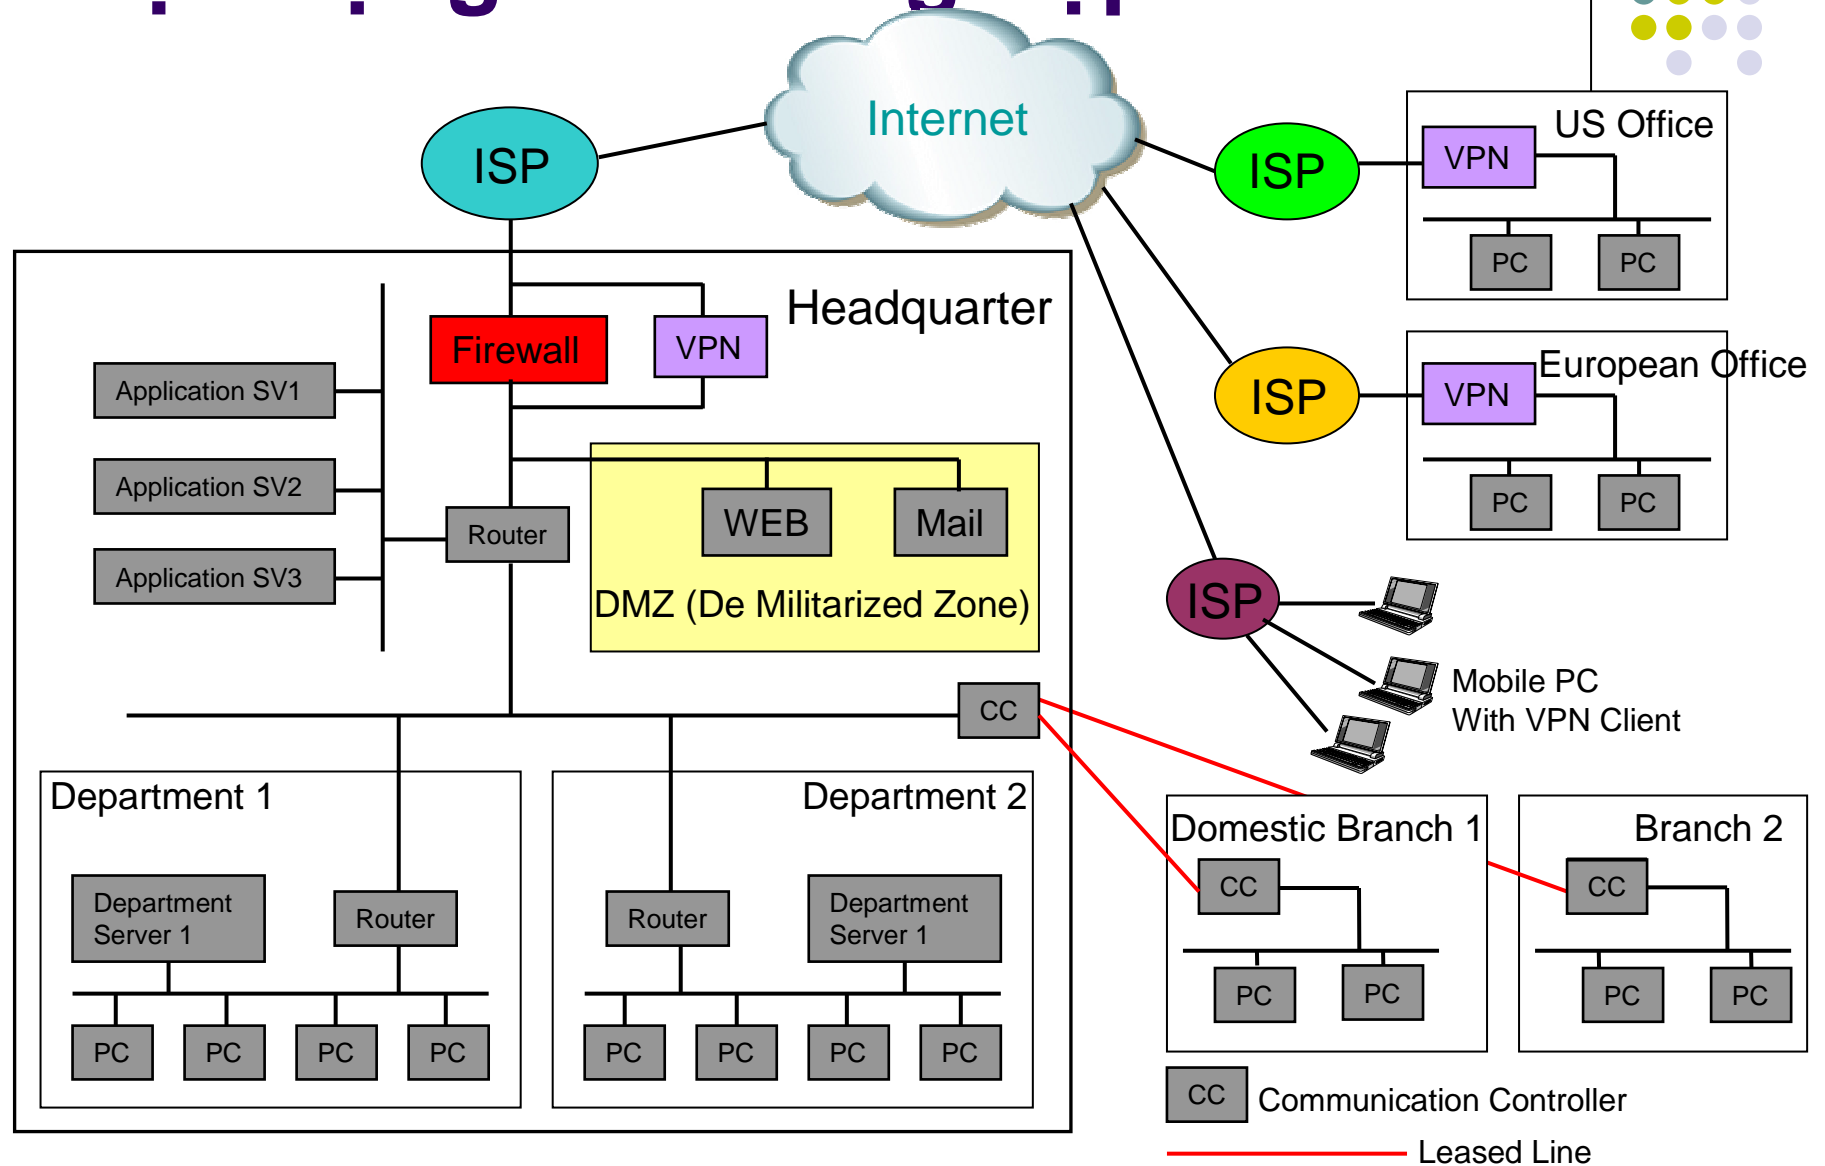 Internet
ISP
ISP
US Office
VPN
PC
PC
Headquarter
Firewall
VPN
Application SV1
Application SV2
Application SV3
Router
WEB
Mail
DMZ (De Militarized Zone)
ISP
European Office
VPN
PC
PC
ISP
Mobile PC
With VPN Client
CC
Department 1
Department
Server 1
Router
PC
PC
PC
PC
Department 2
Router
Department
Server 1
PC
PC
PC
PC
Domestic Branch 1
CC
PC
PC
Branch 2
CC
PC
PC
CC
Communication Controller
Leased Line